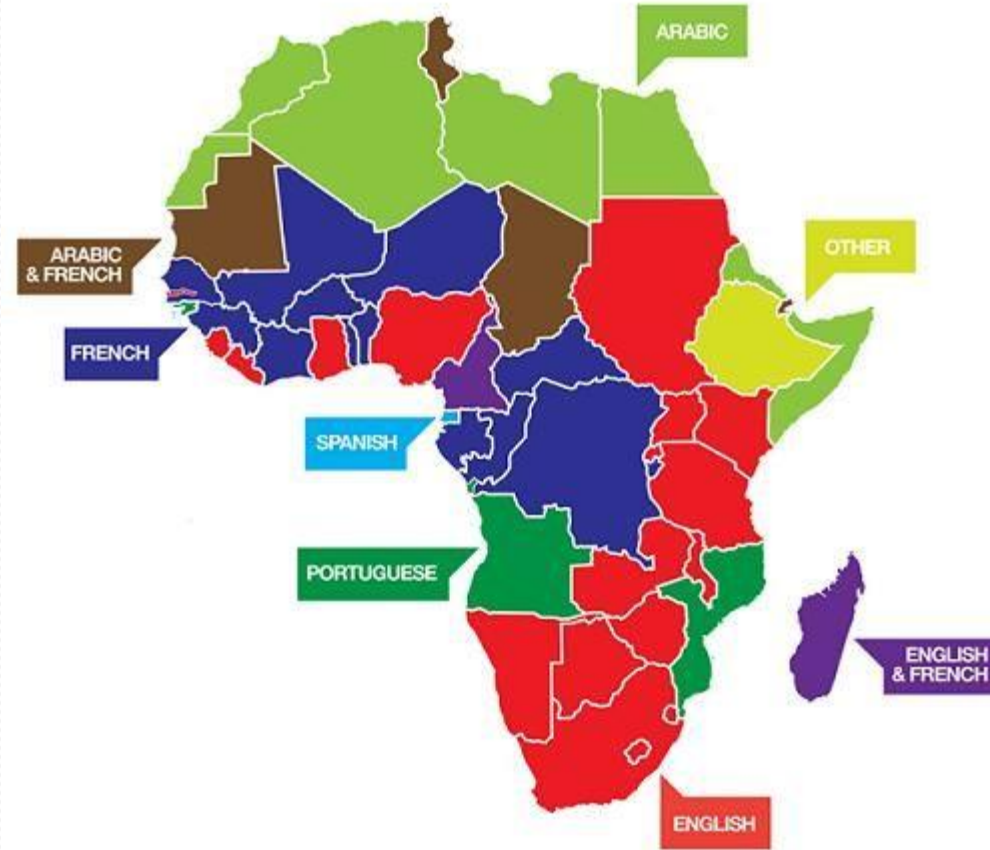 ARABIC
OTHER
ARABIC
& FRENCH
FRENCH
SPANISH
PORTUGUESE
ENGLISH
& FRENCH
ENGLISH